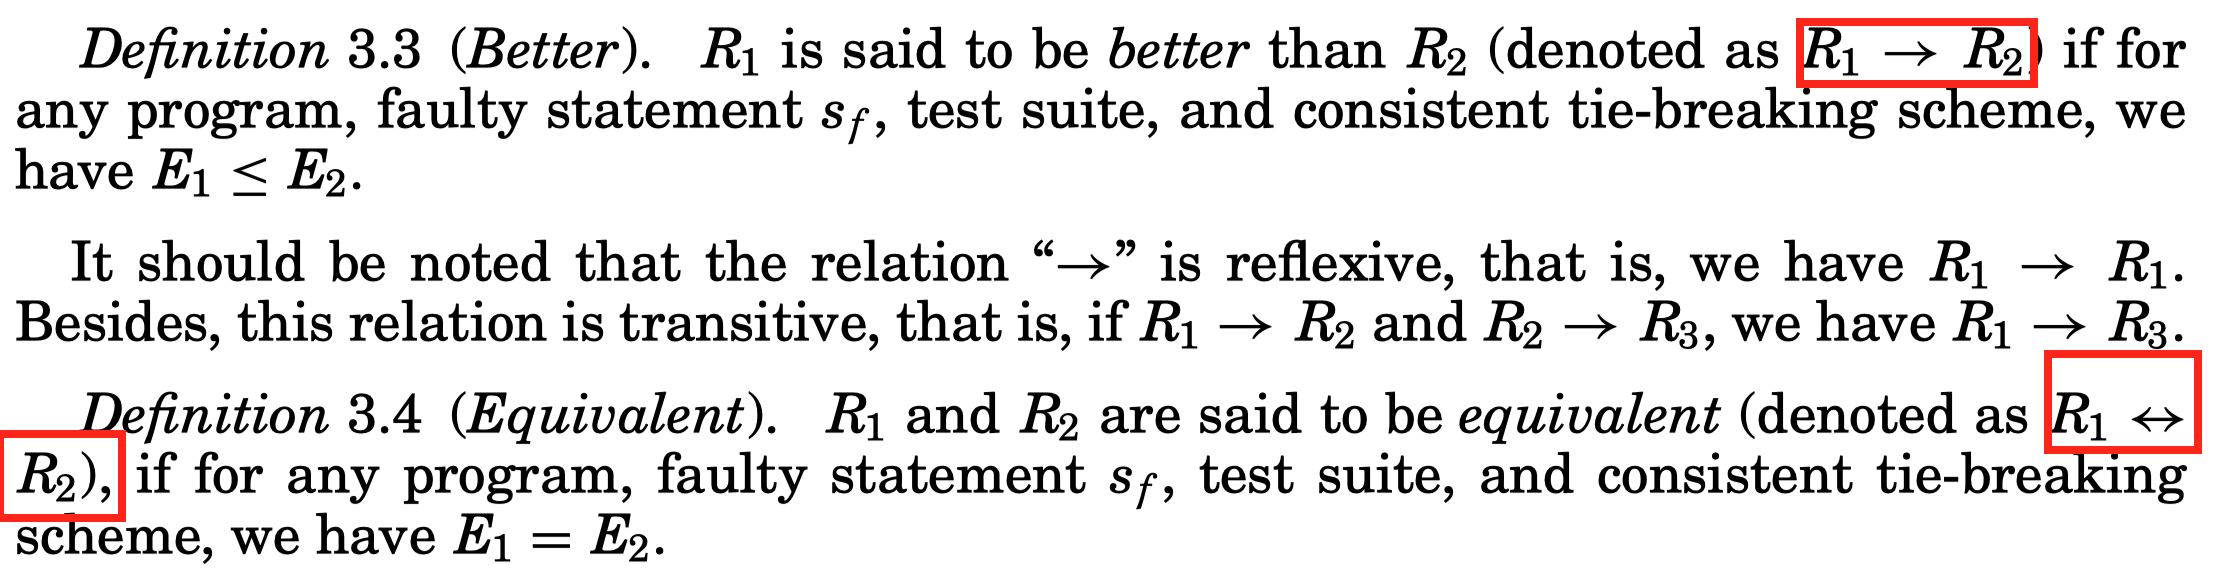 Definition 3.3 (Better). R₁ is said to be better than R₂ (denoted as R₁ → R₂) if for
any program, faulty statement s_f, test suite, and consistent tie-breaking scheme, we
have E₁ ≤ E₂.
It should be noted that the relation “→” is reflexive, that is, we have R₁ → R₁.
Besides, this relation is transitive, that is, if R₁ → R₂ and R₂ → R₃, we have R₁ → R₃.
Definition 3.4 (Equivalent). R₁ and R₂ are said to be equivalent (denoted as R₁ ↔
R₂), if for any program, faulty statement s_f, test suite, and consistent tie-breaking
scheme, we have E₁ = E₂.